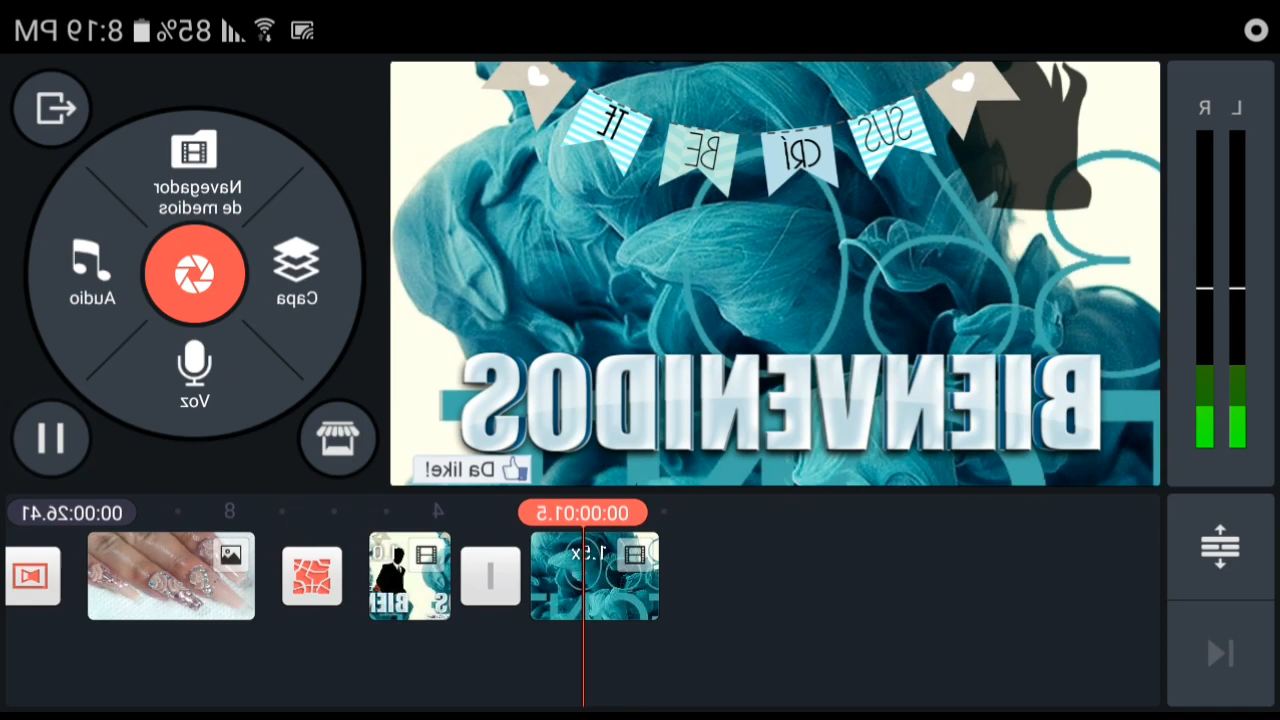 85% 8:19 PM
L R
SUS CRÍ BE TE
BIENVENIDOS
Da like!
Navegador
de medios
Capa
Audio
Voz
00:00:01.5
4
8
00:00:26.41
1.5x